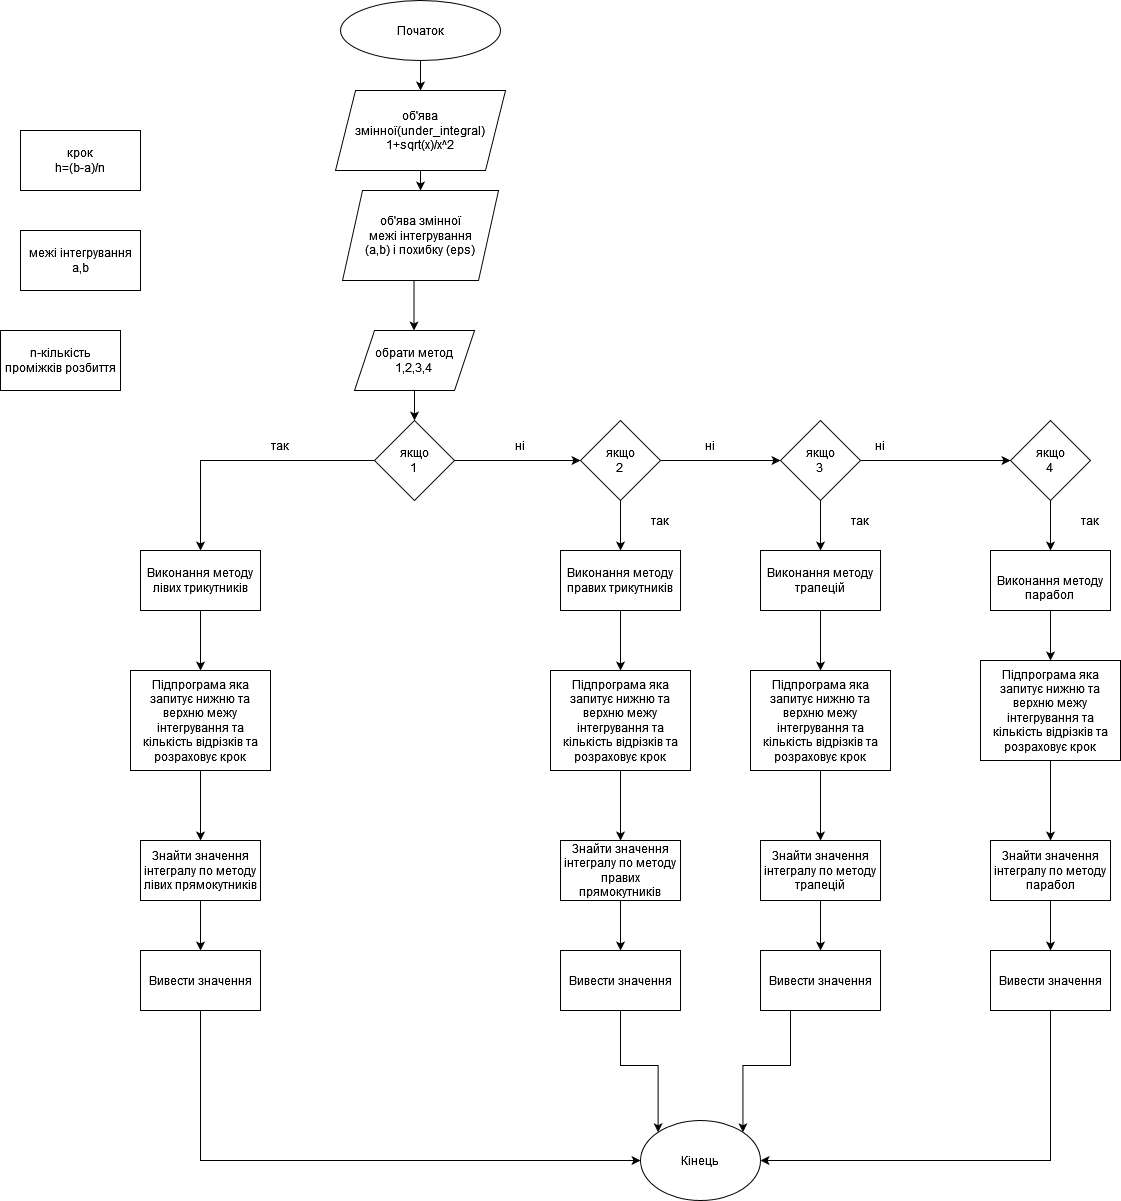 Початок
об'ява
змінної(under_integral)
1+sqrt(x)/x^2
крок
h=(b-a)/n
об'ява змінної
межі інтегрування
(a,b) і похибку (eps)
межі інтегрування
a,b
n-кількість
проміжків розбиття
обрати метод
1,2,3,4
так
якщо
1
ні
якщо
2
ні
якщо
3
ні
якщо
4
так
так
так
Виконання методу
лівих трикутників
Виконання методу
правих трикутників
Виконання методу
трапецій
Виконання методу
парабол
Підпрограма яка
запитує нижню та
верхню межу
інтегрування та
кількість відрізків та
розраховує крок
Підпрограма яка
запитує нижню та
верхню межу
інтегрування та
кількість відрізків та
розраховує крок
Підпрограма яка
запитує нижню та
верхню межу
інтегрування та
кількість відрізків та
розраховує крок
Підпрограма яка
запитує нижню та
верхню межу
інтегрування та
кількість відрізків та
розраховує крок
Знайти значення
інтегралу по методу
лівих прямокутників
Знайти значення
інтегралу по методу
правих
прямокутників
Знайти значення
інтегралу по методу
трапецій
Знайти значення
інтегралу по методу
парабол
Вивести значення
Вивести значення
Вивести значення
Вивести значення
Кінець